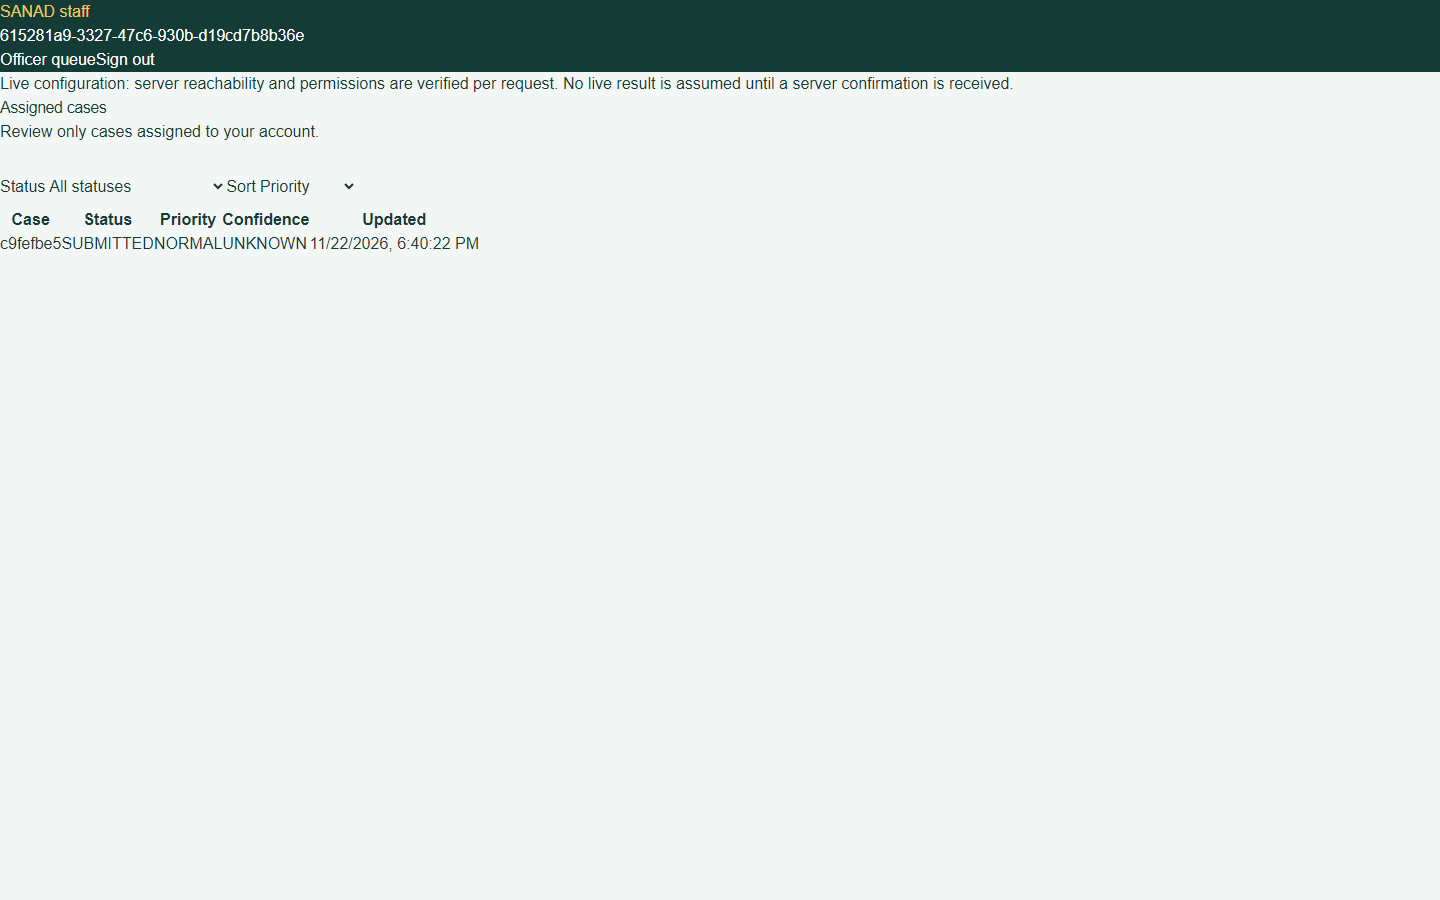 SANAD staff
615281a9-3327-47c6-930b-d19cd7b8b36e
Officer queueSign out
Live configuration: server reachability and permissions are verified per request. No live result is assumed until a server confirmation is received.
Assigned cases
Review only cases assigned to your account.
Status All statuses Sort Priority
Case Status Priority Confidence Updated
c9fefbe5SUBMITTEDNORMALUNKNOWN 11/22/2026, 6:40:22 PM